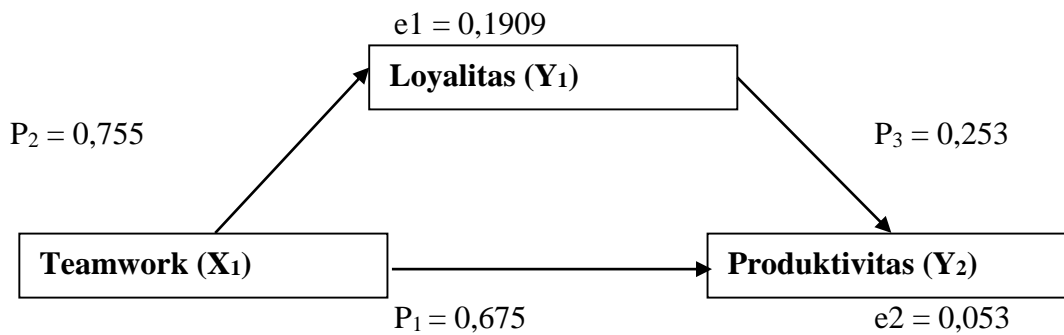 e1 = 0,1909
Loyalitas (Y₁)
P₂ = 0,755
P₃ = 0,253
Teamwork (X₁)
Produktivitas (Y₂)
P₁ = 0,675
e2 = 0,053